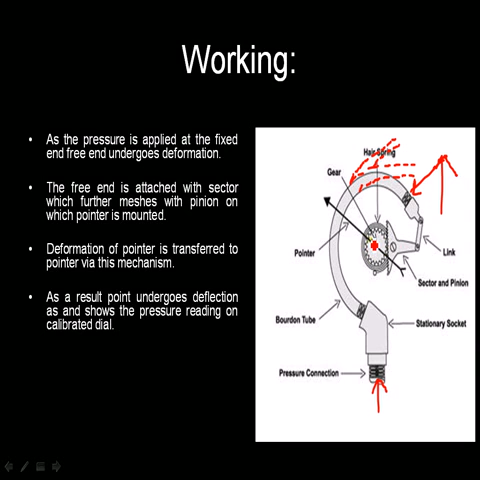 Working:
• As the pressure is applied at the fixed
end free end undergoes deformation.
• The free end is attached with sector
which further meshes with pinion on
which pointer is mounted.
• Deformation of pointer is transferred to
pointer via this mechanism.
• As a result point undergoes deflection
as and shows the pressure reading on
calibrated dial.
Hair Spring
Gear
Pointer
Link
Sector and Pinion
Bourdon Tube
Stationary Socket
Pressure Connection